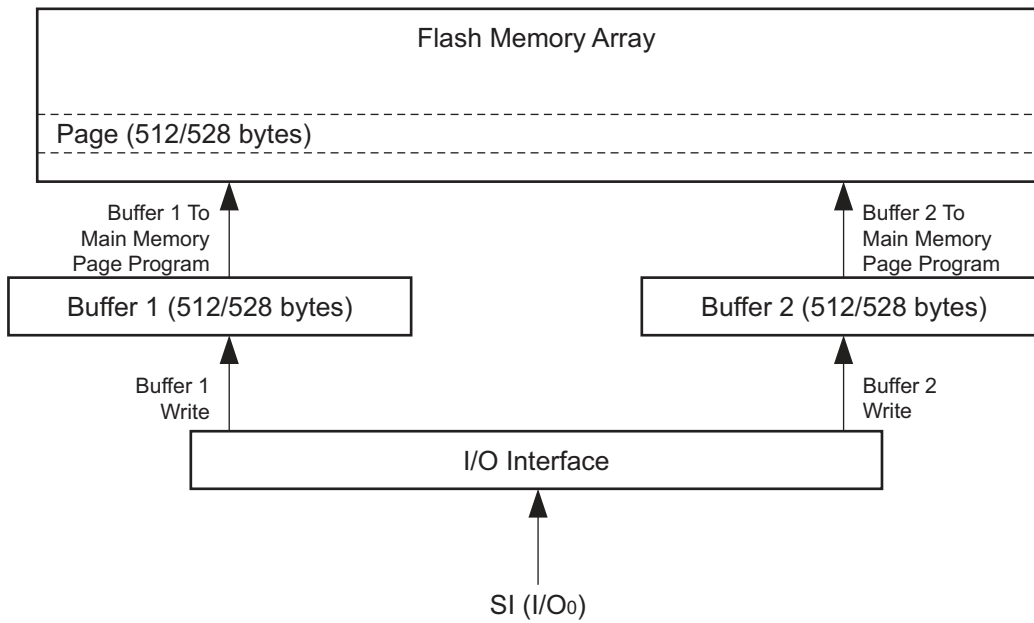 Flash Memory Array
Page (512/528 bytes)
Buffer 1 To
Main Memory
Page Program
Buffer 2 To
Main Memory
Page Program
Buffer 1 (512/528 bytes)
Buffer 2 (512/528 bytes)
Buffer 1
Write
Buffer 2
Write
I/O Interface
SI (I/O0)